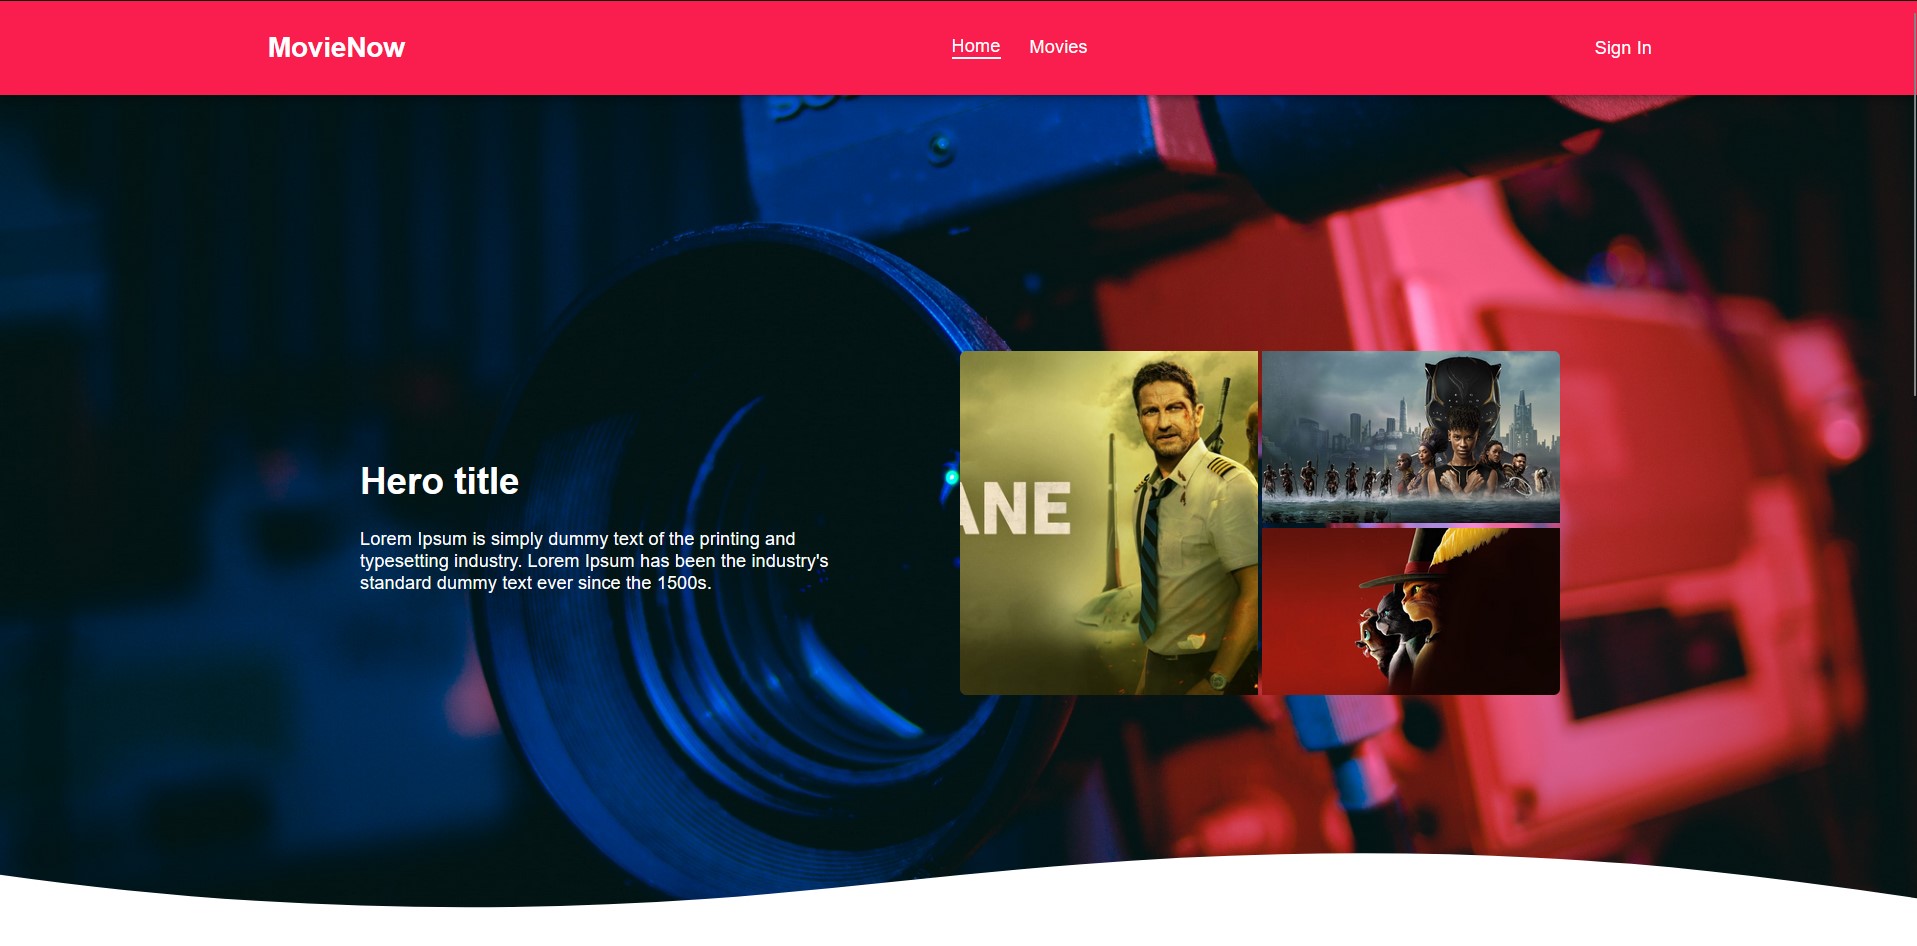 MovieNow
Home
Movies
Sign In
Hero title
Lorem Ipsum is simply dummy text of the printing and
typesetting industry. Lorem Ipsum has been the industry's
standard dummy text ever since the 1500s.
ANE